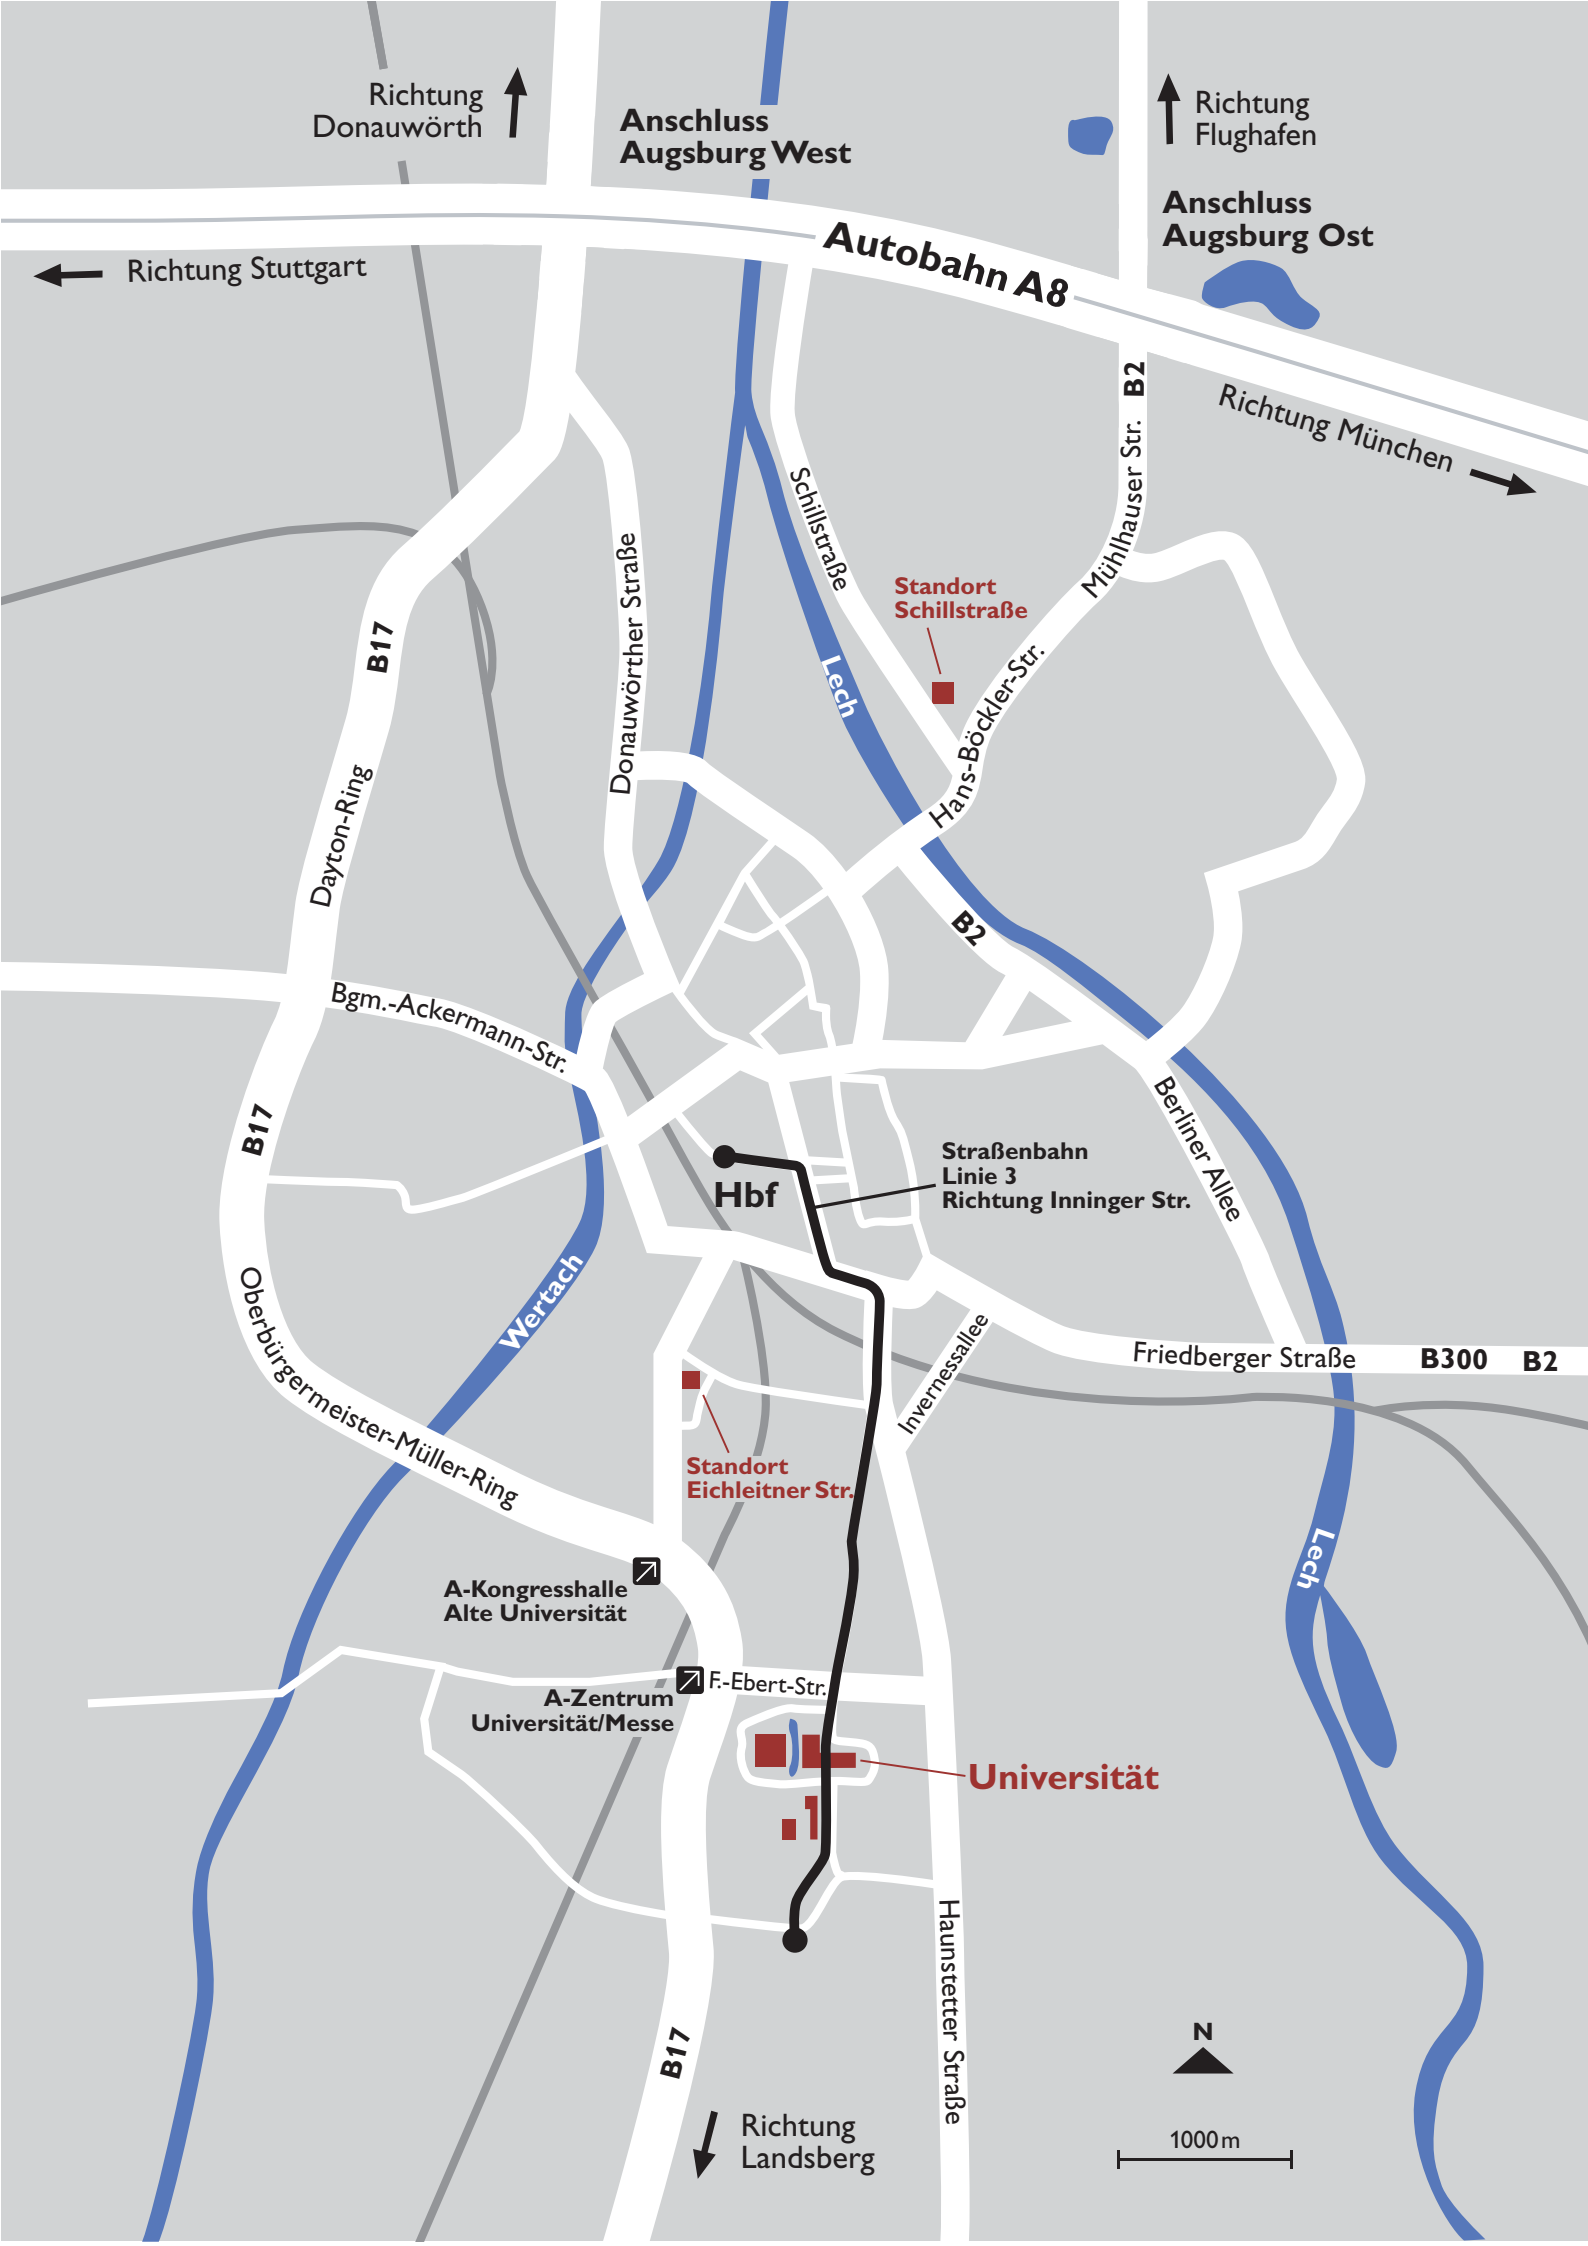 Richtung
Donauwörth
Anschluss
Augsburg West
Richtung
Flughafen
Anschluss
Augsburg Ost
Autobahn A8
Richtung Stuttgart
B2
Richtung München
Mühlhauser Str.
Schillstraße
Donauwörther Straße
Standort
Schillstraße
B17
Lech
Hans-Böckler-Str.
Dayton-Ring
B2
Bgm.-Ackermann-Str.
B17
Berliner Allee
Straßenbahn
Linie 3
Richtung Inninger Str.
Hbf
Wertach
Oberbürgermeister-Müller-Ring
Invernessallee
Friedberger Straße
B300
B2
Standort
Eichleitner Str.
Lech
A-Kongresshalle
Alte Universität
F.-Ebert-Str.
A-Zentrum
Universität/Messe
Universität
Haunstetter Straße
B17
N
Richtung
Landsberg
1000 m